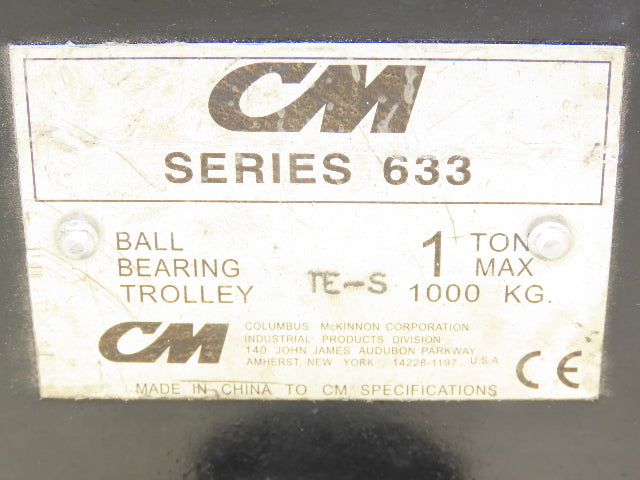 CM
SERIES 633
BALL
BEARING
TROLLEY
TE-S
1 TON
MAX
1000 KG.
CM
COLUMBUS McKINNON CORPORATION
INDUSTRIAL PRODUCTS DIVISION
140 JOHN JAMES AUDUBON PARKWAY
AMHERST, NEW YORK 14228-1197 U.S.A
CE
MADE IN CHINA TO CM SPECIFICATIONS